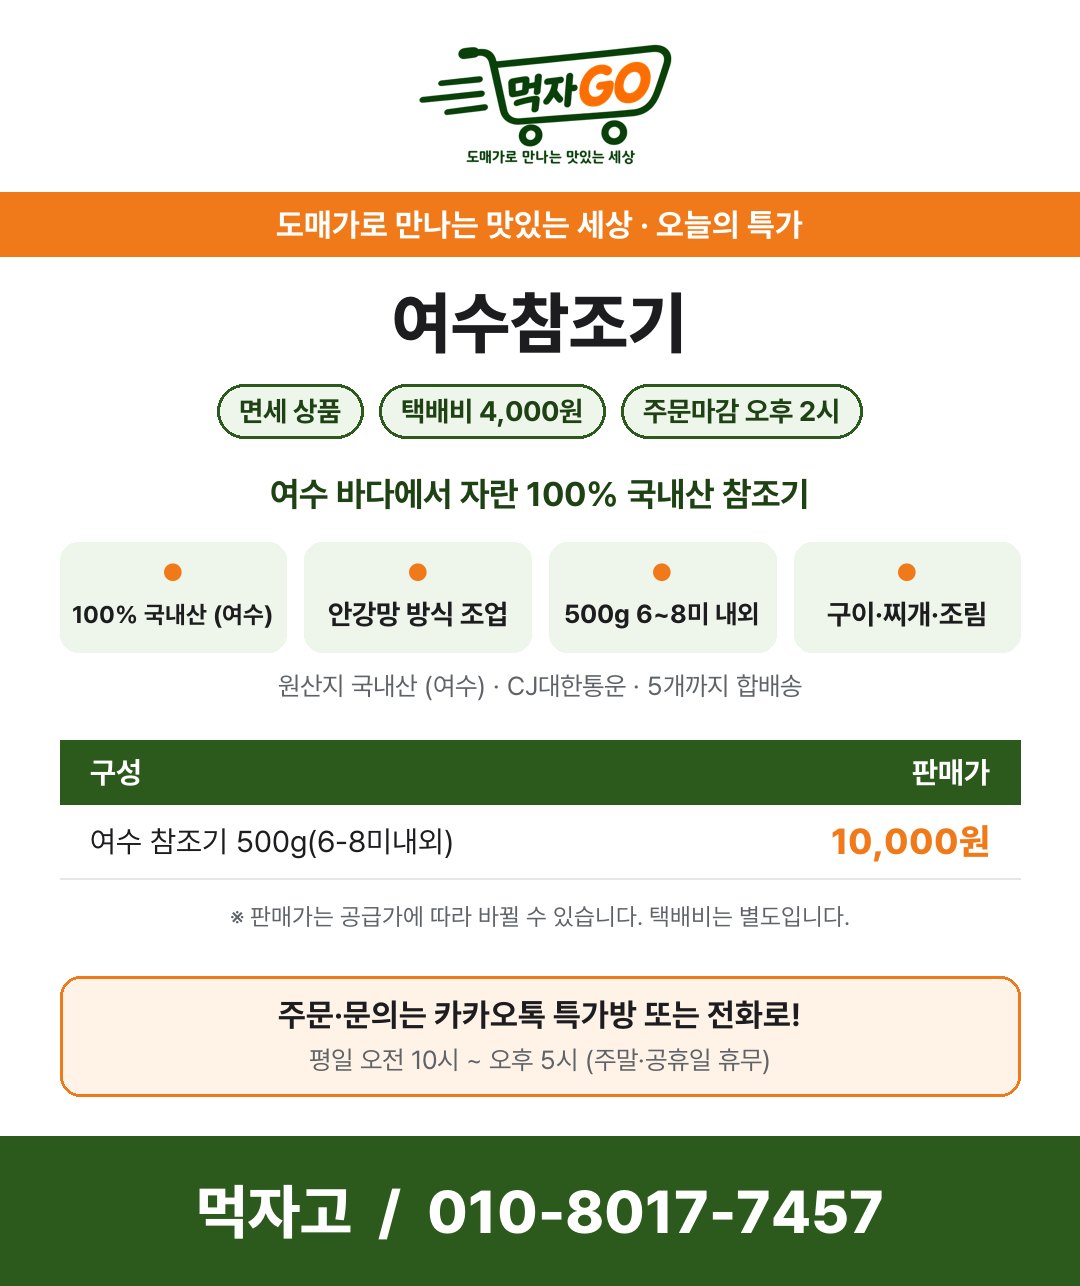 먹자GO
도매가로 만나는 맛있는 세상
도매가로 만나는 맛있는 세상 · 오늘의 특가
여수참조기
면세 상품
택배비 4,000원
주문마감 오후 2시
여수 바다에서 자란 100% 국내산 참조기
100% 국내산 (여수)
안강망 방식 조업
500g 6~8미 내외
구이·찌개·조림
원산지 국내산 (여수) · CJ대한통운 · 5개까지 합배송
구성 판매가
여수 참조기 500g(6-8미내외) 10,000원
※ 판매가는 공급가에 따라 바뀔 수 있습니다. 택배비는 별도입니다.
주문·문의는 카카오톡 특가방 또는 전화로!
평일 오전 10시 ~ 오후 5시 (주말·공휴일 휴무)
먹자고 / 010-8017-7457